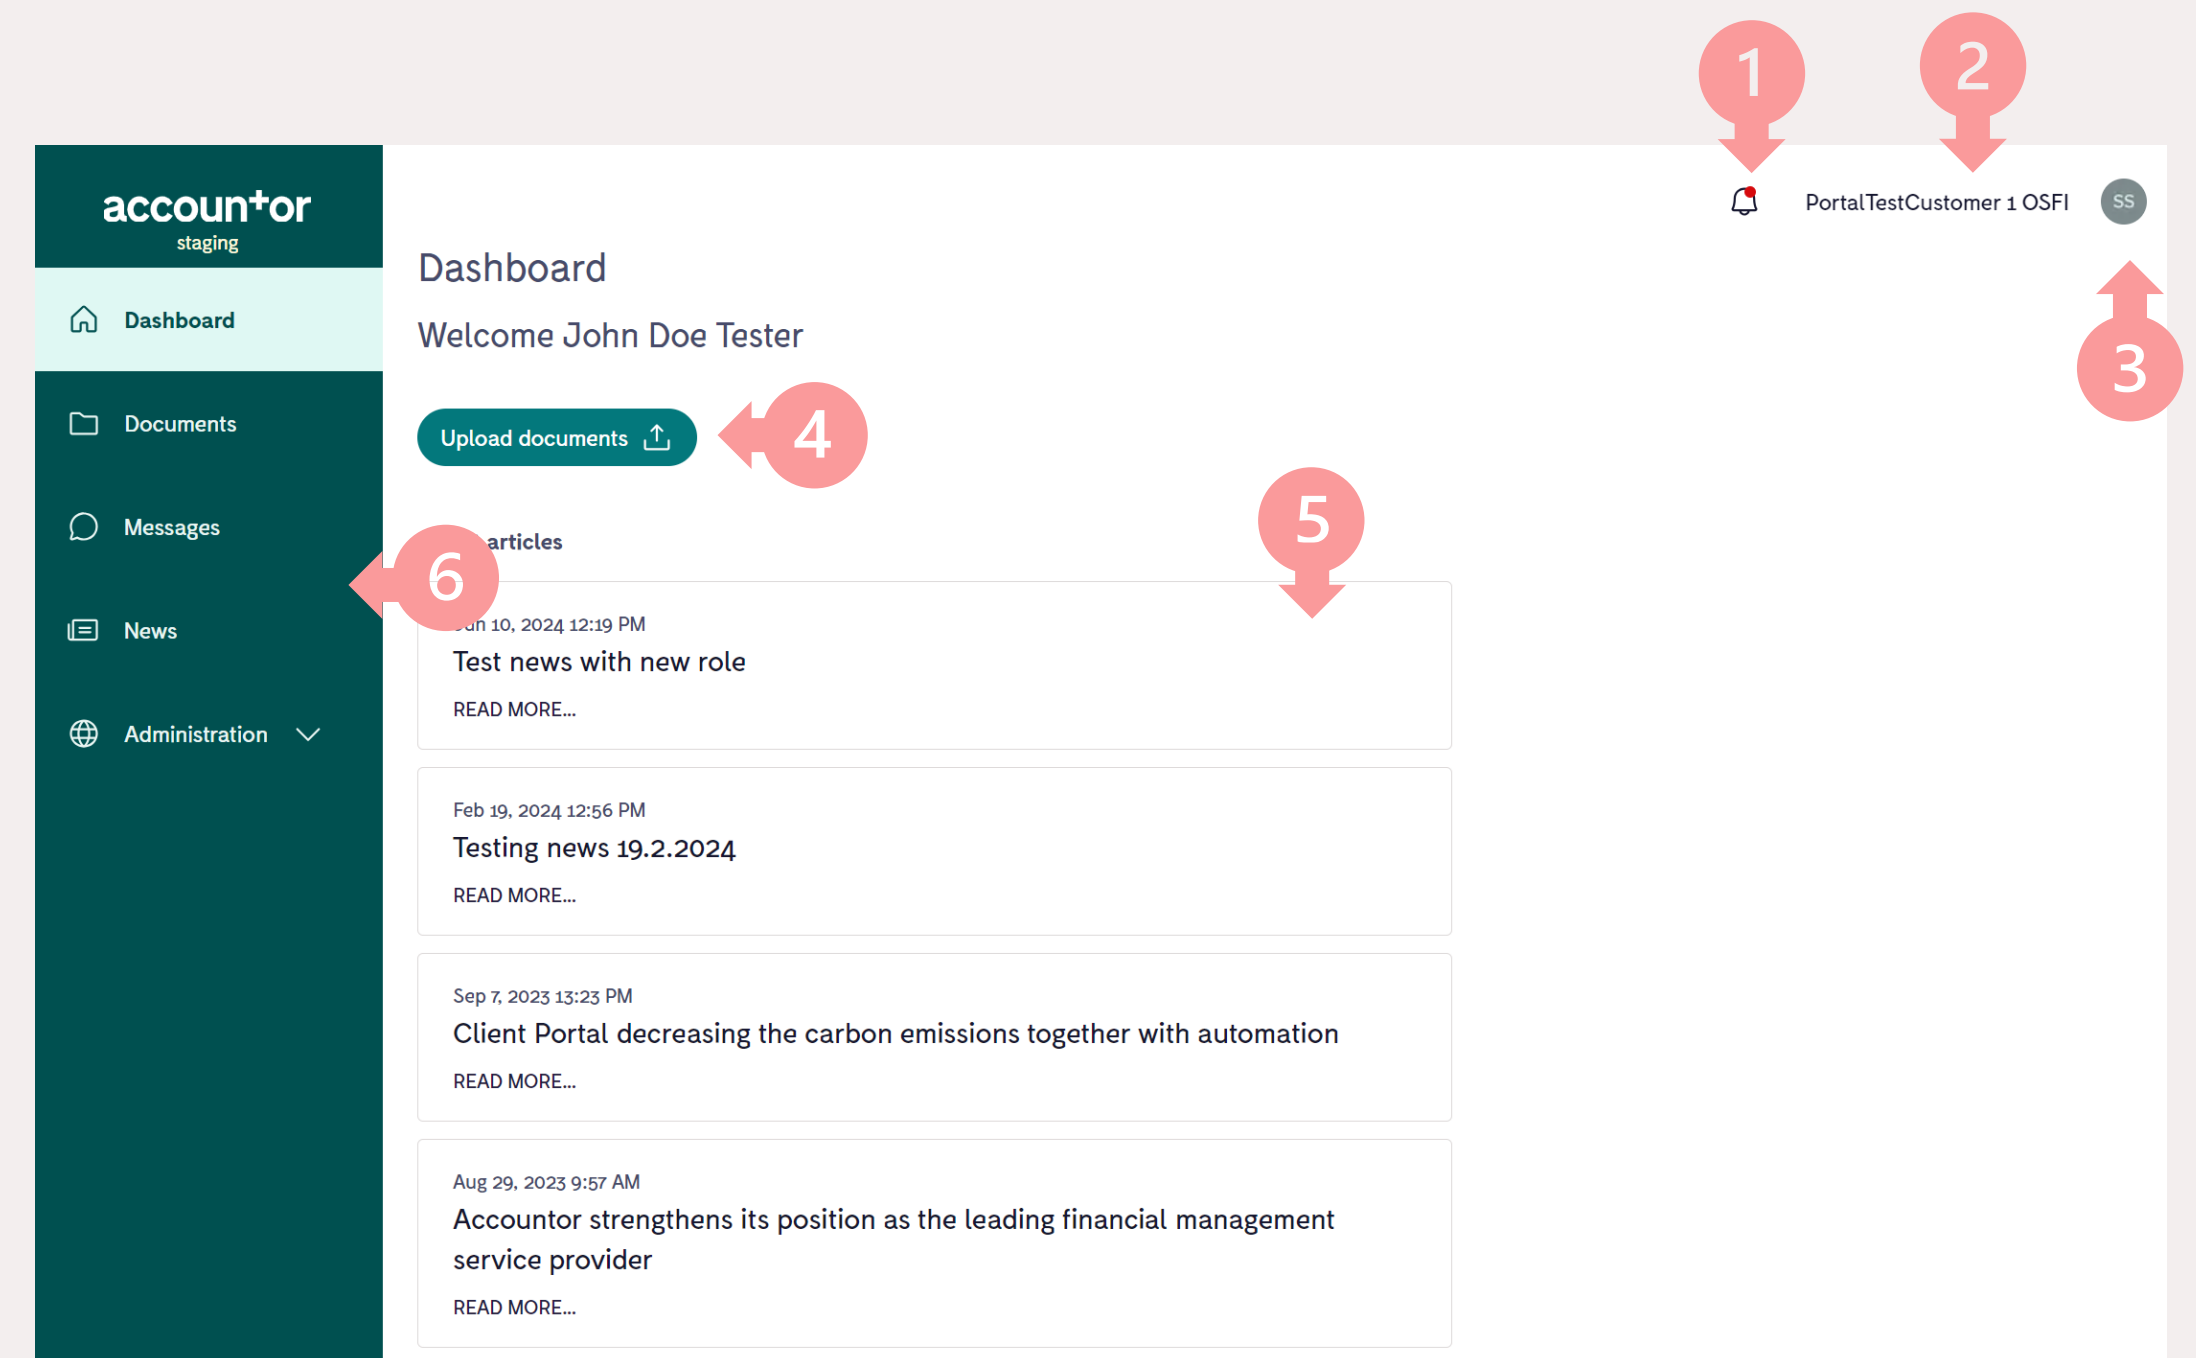 1
2
accountor
staging
PortalTestCustomer 1 OSFI
SS
Dashboard
Welcome John Doe Tester
3
Dashboard
Documents
Messages
News
Administration
Upload documents
4
5
articles
6
10, 2024 12:19 PM
Test news with new role
READ MORE...
Feb 19, 2024 12:56 PM
Testing news 19.2.2024
READ MORE...
Sep 7, 2023 13:23 PM
Client Portal decreasing the carbon emissions together with automation
READ MORE...
Aug 29, 2023 9:57 AM
Accountor strengthens its position as the leading financial management
service provider
READ MORE...